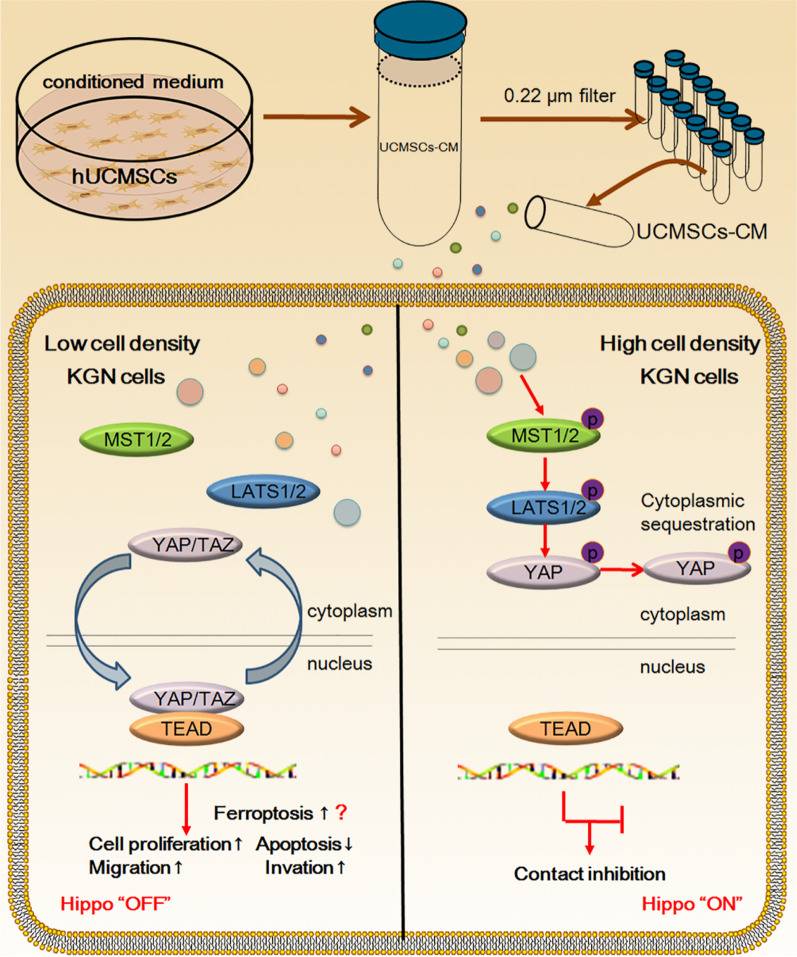 conditioned medium
hUCMSCs
UCMSCs-CM
0.22 μm filter
UCMSCs-CM
Low cell density
KGN cells
MST1/2
LATS1/2
YAP/TAZ
cytoplasm
nucleus
YAP/TAZ
TEAD
Ferroptosis ↑ ?
Cell proliferation↑ Apoptosis↓
Migration↑ Invation↑
Hippo “OFF”
High cell density
KGN cells
p
MST1/2
p
LATS1/2
Cytoplasmic
sequestration
p
YAP
p
YAP
cytoplasm
nucleus
TEAD
Contact inhibition
Hippo “ON”